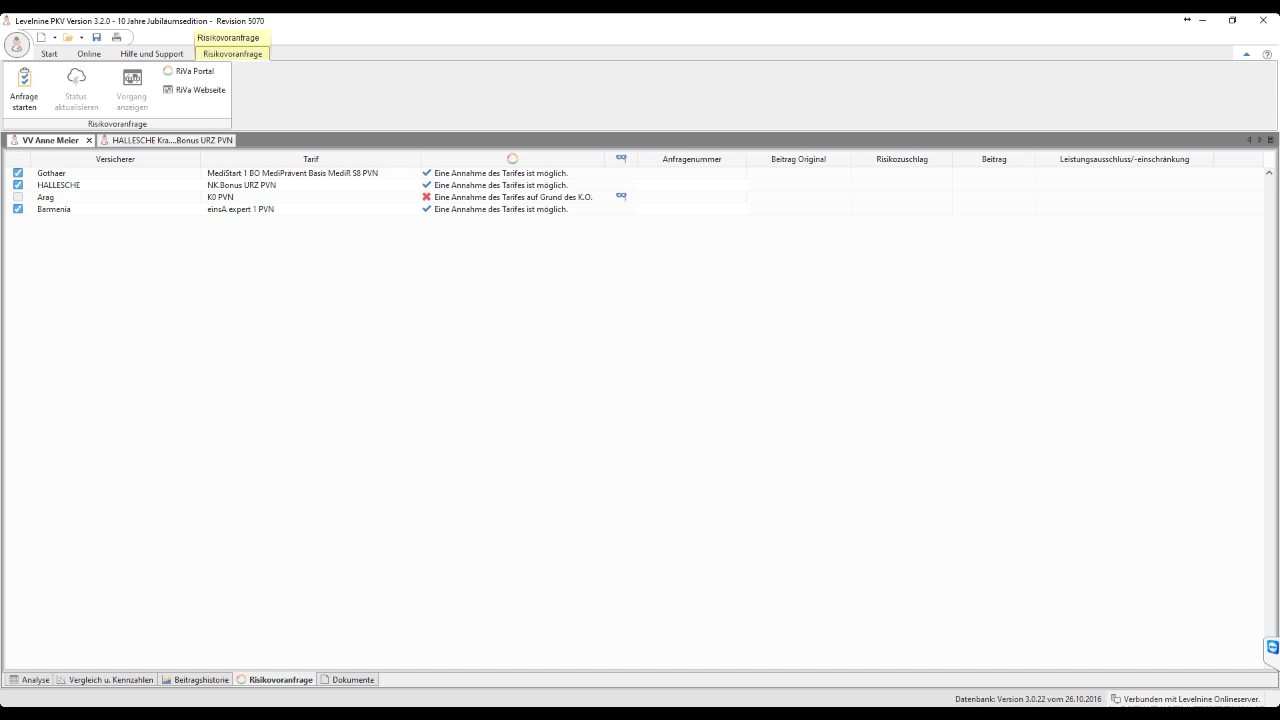 Levelnine PKV Version 3.2.0 - 10 Jahre Jubiläumsedition - Revision 5070
Risikovoranfrage
Start Online Hilfe und Support Risikovoranfrage
Anfrage starten
Status aktualisieren
Vorgang anzeigen
RiVa Portal
RiVa Webseite
Risikovoranfrage
VV Anne Meier HALLESCHE Kra....Bonus URZ PVN
Versicherer Tarif Anfragenummer Beitrag Original Risikozuschlag Beitrag Leistungsausschluss/-einschränkung
Gothaer MediStart 1 BO MediPrävent Basis MediR S8 PVN Eine Annahme des Tarifes ist möglich.
HALLESCHE NK.Bonus URZ PVN Eine Annahme des Tarifes ist möglich.
Arag K0 PVN Eine Annahme des Tarifes auf Grund des K.O.
Barmenia einsA expert 1 PVN Eine Annahme des Tarifes ist möglich.
Analyse Vergleich u. Kennzahlen Beitragshistorie Risikovoranfrage Dokumente
Datenbank: Version 3.0.22 vom 26.10.2016 Verbunden mit Levelnine Onlineserver.